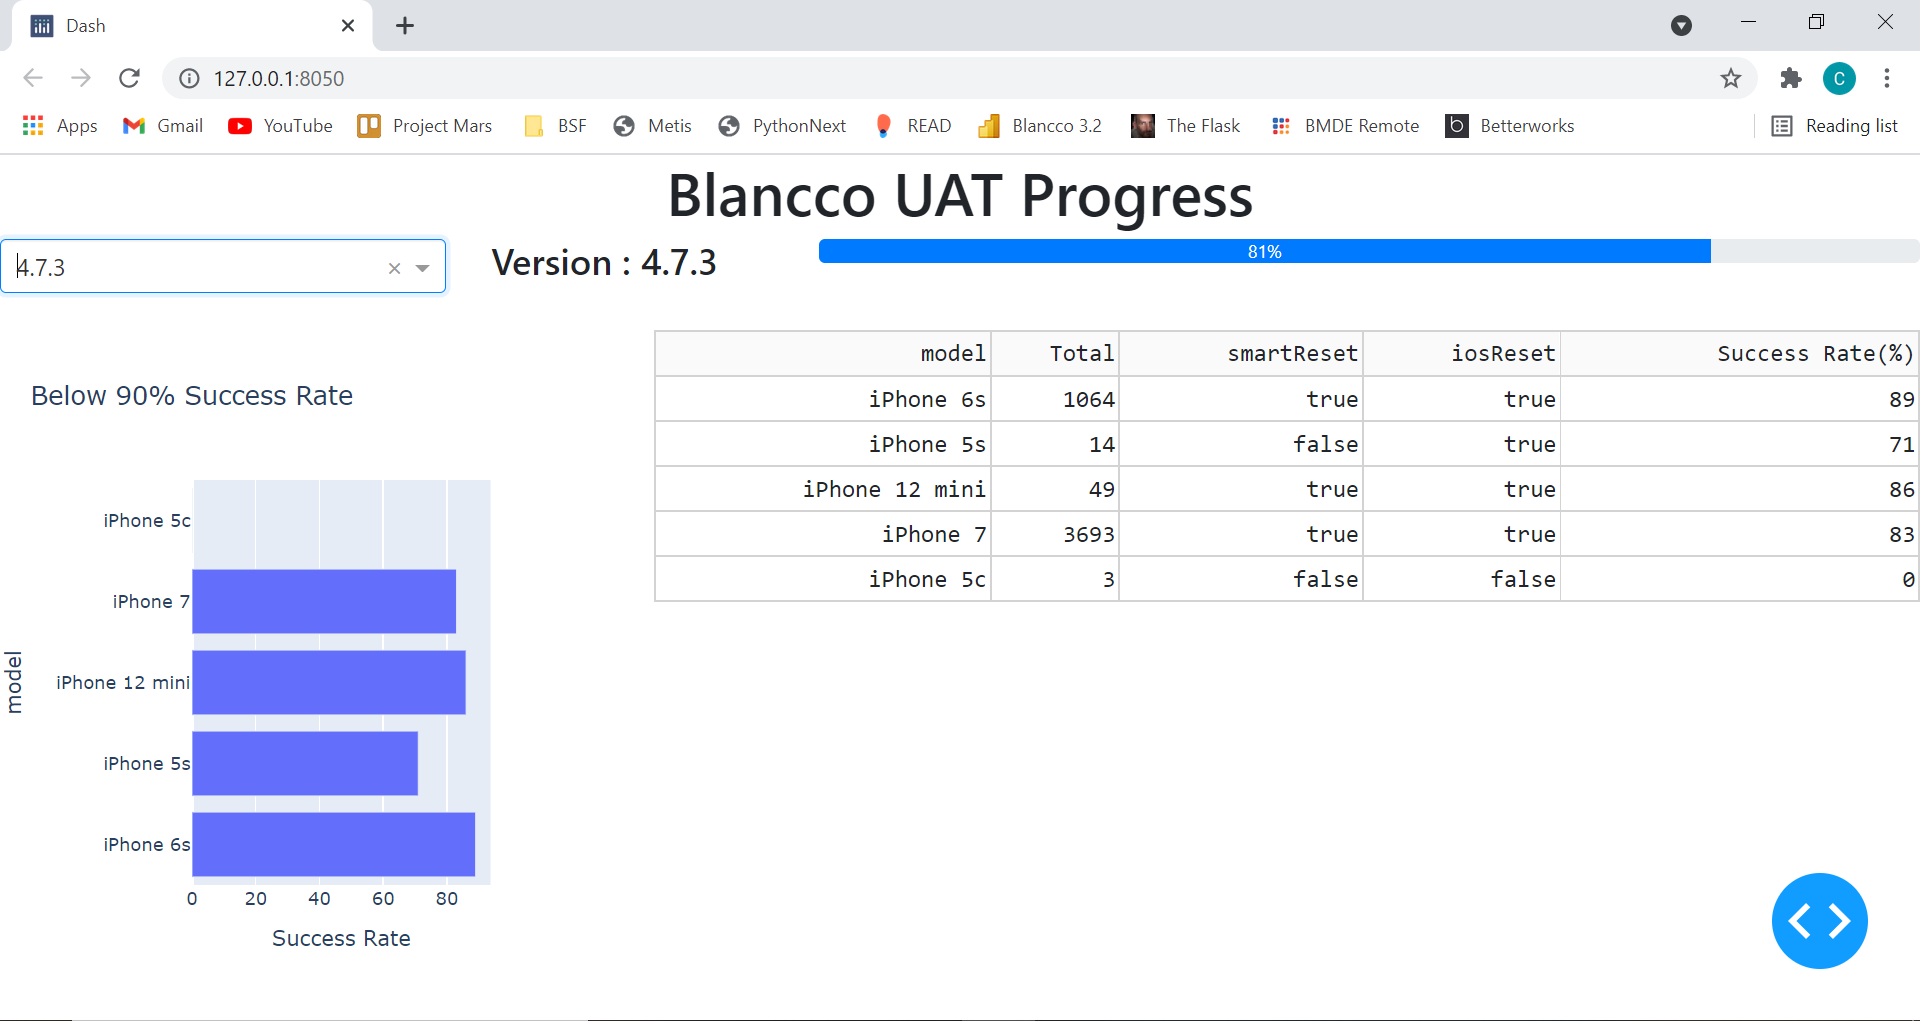 Dash
127.0.0.1:8050
C
Apps Gmail YouTube Project Mars BSF Metis PythonNext READ Blancco 3.2 The Flask BMDE Remote Betterworks Reading list
Blancco UAT Progress
4.7.3
Version : 4.7.3
81%
model Total smartReset iosReset Success Rate(%)
iPhone 6s 1064 true true 89
iPhone 5s 14 false true 71
iPhone 12 mini 49 true true 86
iPhone 7 3693 true true 83
iPhone 5c 3 false false 0
Below 90% Success Rate
iPhone 5c
iPhone 7
iPhone 12 mini
iPhone 5s
iPhone 6s
model
0 20 40 60 80
Success Rate